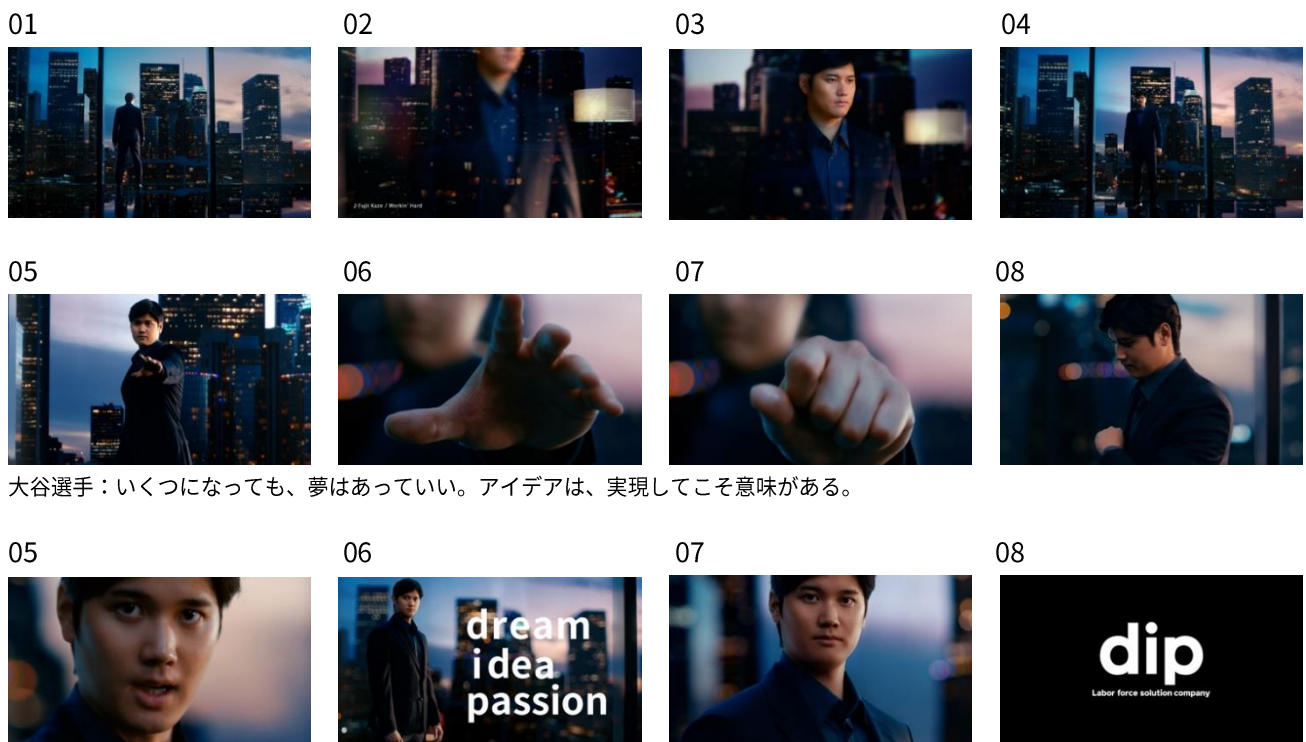 01
02
03
04
♪Fujii Kaze / Workin' Hard
05
06
07
08
大谷選手：いくつになっても、夢はあっていい。アイデアは、実現してこそ意味がある。
05
06
07
08
dream
idea
passion
dip
Labor force solution company